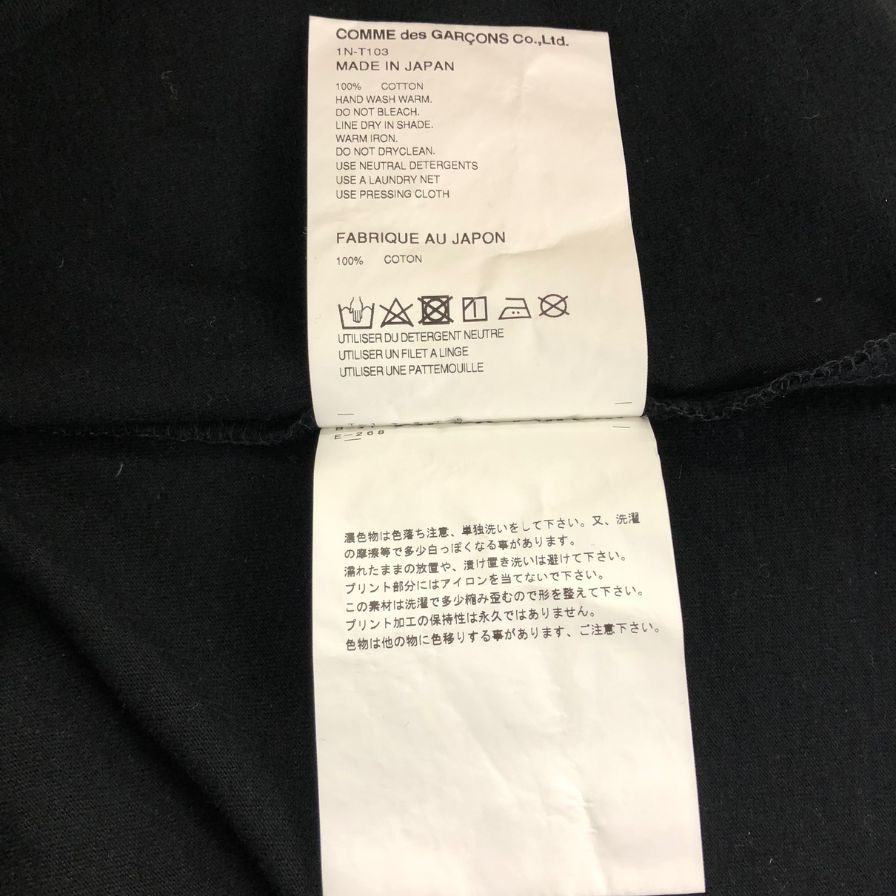 COMME des GARÇONS Co.,Ltd.
1N-T103
MADE IN JAPAN
100% COTTON
HAND WASH WARM.
DO NOT BLEACH.
LINE DRY IN SHADE.
WARM IRON.
DO NOT DRYCLEAN.
USE NEUTRAL DETERGENTS
USE A LAUNDRY NET
USE PRESSING CLOTH
FABRIQUE AU JAPON
100% COTON
UTILISER DU DETERGENT NEUTRE
UTILISER UN FILET A LINGE
UTILISER UNE PATTEMOUILLE
E-268
濃色物は色落ち注意、単独洗いをして下さい。又、洗濯
の摩擦等で多少白っぽくなる事があります。
濡れたままの放置や、漬け置き洗いは避けて下さい。
プリント部分にはアイロンを当てないで下さい。
この素材は洗濯で多少縮み歪むので形を整えて下さい。
プリント加工の保持性は永久ではありません。
色物は他の物に色移りする事があります、ご注意下さい。